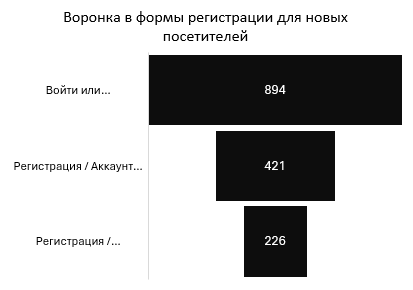 Воронка в формы регистрации для новых
посетителей
Войти или...
894
Регистрация / Аккаунт...
421
Регистрация /...
226